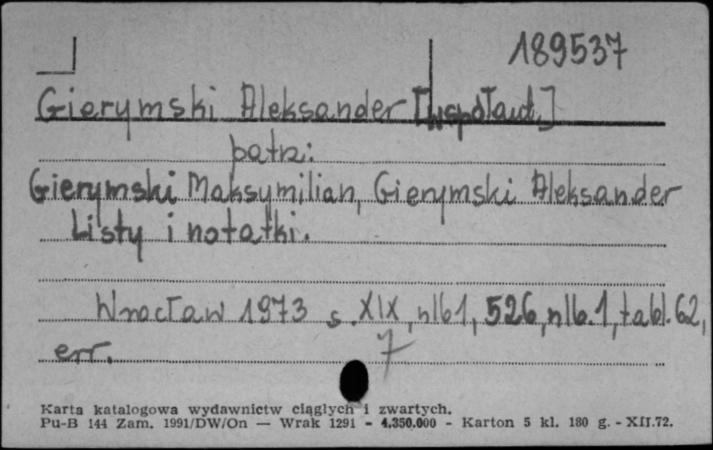 189537
Gierymski Aleksander [współaut.]
patrz:
Gierymski Maksymilian, Gierymski Aleksander
Listy i notatki.
Wrocław 1973 s. XIX, nlb 1, 526, nlb. 1, tabl. 62,
err. 7
Karta katalogowa wydawnictw ciągłych i zwartych.
Pu-B 144 Zam. 1991/DW/On — Wrak 1291 - 4.350.000 - Karton 5 kl. 180 g. - XII.72.